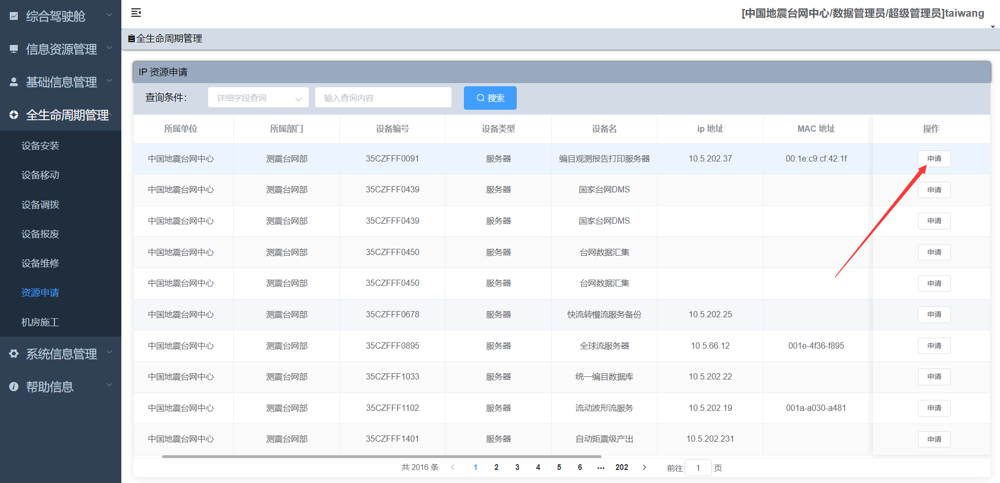 综合驾驶舱
信息资源管理
基础信息管理
全生命周期管理
设备安装
设备移动
设备调拨
设备报废
设备维修
资源申请
机房施工
系统信息管理
帮助信息
[中国地震台网中心/数据管理员/超级管理员]taiwang
全生命周期管理
IP 资源申请
查询条件： 详细字段查询 输入查询内容 搜索
所属单位 所属部门 设备编号 设备类型 设备名 ip 地址 MAC 地址 操作
中国地震台网中心 测震台网部 35CZFFF0091 服务器 编目观测报告打印服务器 10.5.202.37 00:1e:c9:cf:42:1f 申请
中国地震台网中心 测震台网部 35CZFFF0439 服务器 国家台网DMS 申请
中国地震台网中心 测震台网部 35CZFFF0439 服务器 国家台网DMS 申请
中国地震台网中心 测震台网部 35CZFFF0450 服务器 台网数据汇集 申请
中国地震台网中心 测震台网部 35CZFFF0450 服务器 台网数据汇集 申请
中国地震台网中心 测震台网部 35CZFFF0678 服务器 快流转慢流服务备份 10.5.202.25 申请
中国地震台网中心 测震台网部 35CZFFF0895 服务器 全球流服务器 10.5.66.12 001e-4f36-f895 申请
中国地震台网中心 测震台网部 35CZFFF1033 服务器 统一编目数据库 10.5.202.22 申请
中国地震台网中心 测震台网部 35CZFFF1102 服务器 流动波形流服务 10.5.202.19 001a-a030-a481 申请
中国地震台网中心 测震台网部 35CZFFF1401 服务器 自动矩震级产出 10.5.202.231 申请
共 2016 条 1 2 3 4 5 6 ••• 202 前往 1 页